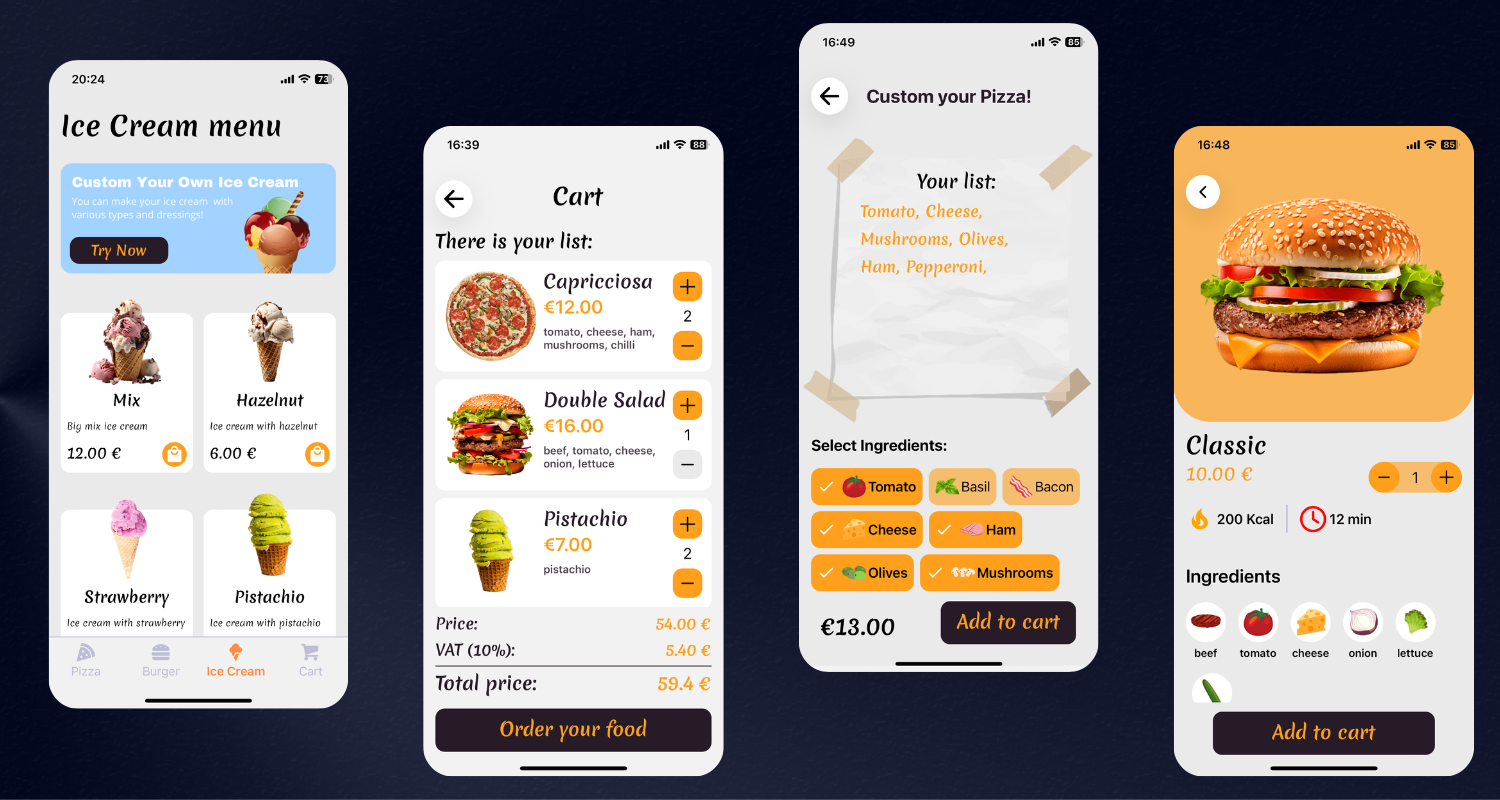 20:24
73
Ice Cream menu
Custom Your Own Ice Cream
You can make your ice cream with
various types and dressings!
Try Now
Mix
Big mix ice cream
12.00 €
Hazelnut
Ice cream with hazelnut
6.00 €
Strawberry
Ice cream with strawberry
Pistachio
Ice cream with pistachio
Pizza
Burger
Ice Cream
Cart
16:39
88
Cart
There is your list:
Capricciosa
€12.00
tomato, cheese, ham,
mushrooms, chilli
+
2
−
Double Salad
€16.00
beef, tomato, cheese,
onion, lettuce
+
1
−
Pistachio
€7.00
pistachio
+
2
−
Price: 54.00 €
VAT (10%): 5.40 €
Total price: 59.4 €
Order your food
16:49
85
Custom your Pizza!
Your list:
Tomato, Cheese,
Mushrooms, Olives,
Ham, Pepperoni,
Select Ingredients:
Tomato Basil Bacon
Cheese Ham
Olives Mushrooms
€13.00
Add to cart
16:48
85
Classic
10.00 €
− 1 +
200 Kcal
12 min
Ingredients
beef tomato cheese onion lettuce
Add to cart